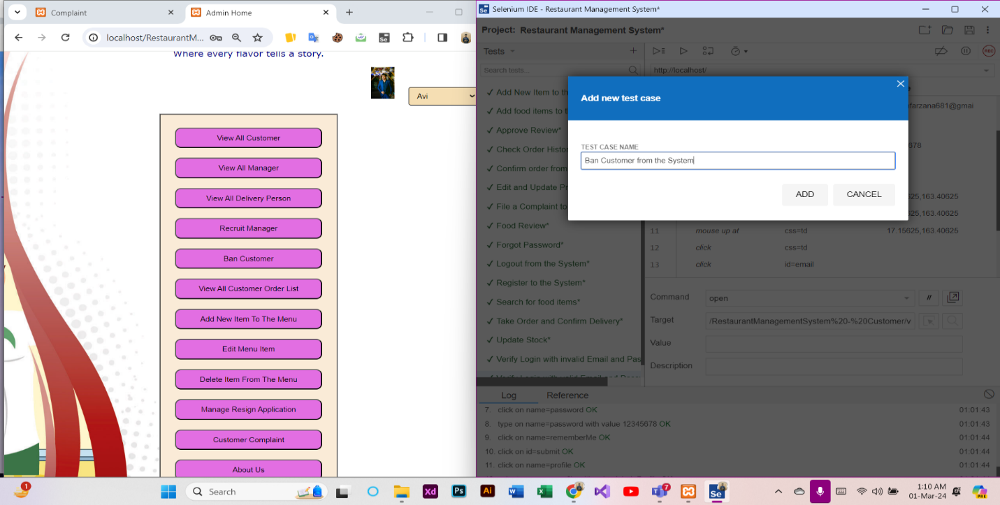 Complaint
Admin Home
localhost/RestaurantM...
Where every flavor tells a story.
Avi
View All Customer
View All Manager
View All Delivery Person
Recruit Manager
Ban Customer
View All Customer Order List
Add New Item To The Menu
Edit Menu Item
Delete Item From The Menu
Manage Resign Application
Customer Complaint
About Us
Se Selenium IDE - Restaurant Management System*
Project: Restaurant Management System*
REC
Tests
Search tests...
http://localhost/
✓ Add New Item to th
✓ Add food items to t
✓ Approve Review*
✓ Check Order Histor
✓ Confirm order from
✓ Edit and Update Pr
✓ File a Complaint to
✓ Food Review*
✓ Forgot Password*
✓ Logout from the System*
✓ Register to the System*
✓ Search for food items*
✓ Take Order and Confirm Delivery*
✓ Update Stock*
✓ Verify Login with invalid Email and Pas
Add new test case
TEST CASE NAME
Ban Customer from the System
ADD
CANCEL
farzana681@gmai
678
625,163.40625
625,163.40625
11 mouse up at css=td 17.15625,163.40625
12 click css=td
13 click id=email
Command open //
Target /RestaurantManagementSystem%20-%20Customer/v
Value
Description
Log Reference
7. click on name=password OK 01:01:43
8. type on name=password with value 12345678 OK 01:01:43
9. click on name=rememberMe OK 01:01:44
10. click on id=submit OK 01:01:44
11. click on name=profile OK 01:01:44
1
Search
Xd
Ps
Ai
7
Se
1:10 AM
01-Mar-24
PRE